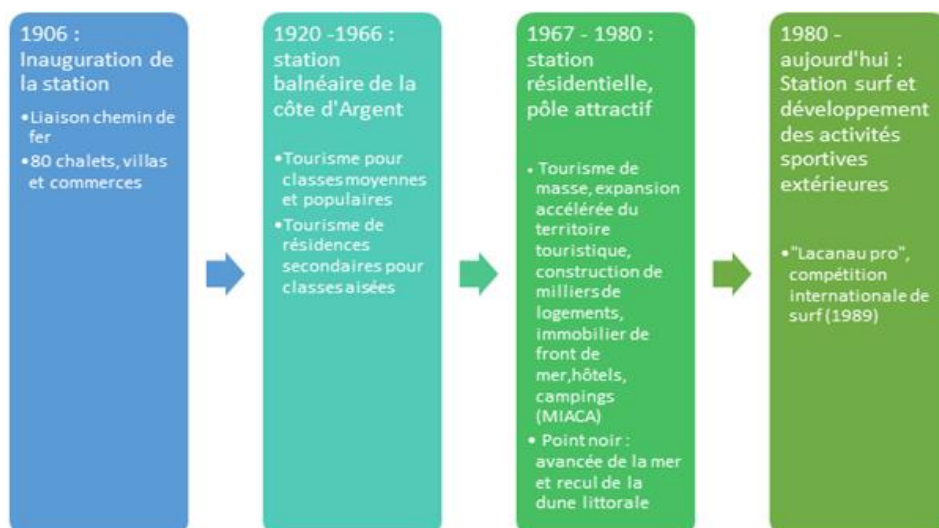 1906 :
Inauguration de
la station
•Liaison chemin de
fer
•80 chalets, villas
et commerces
1920 -1966 :
station
balnéaire de la
côte d'Argent
•Tourisme pour
classes moyennes
et populaires
•Tourisme de
résidences
secondaires pour
classes aisées
1967 - 1980 :
station
résidentielle,
pôle attractif
• Tourisme de
masse, expansion
accélérée du
territoire
touristique,
construction de
milliers de
logements,
immobilier de
front de
mer,hôtels,
campings
(MIACA)
• Point noir :
avancée de la mer
et recul de la
dune littorale
1980 -
aujourd'hui :
Station surf et
développement
des activités
sportives
extérieures
•"Lacanau pro",
compétition
internationale de
surf (1989)